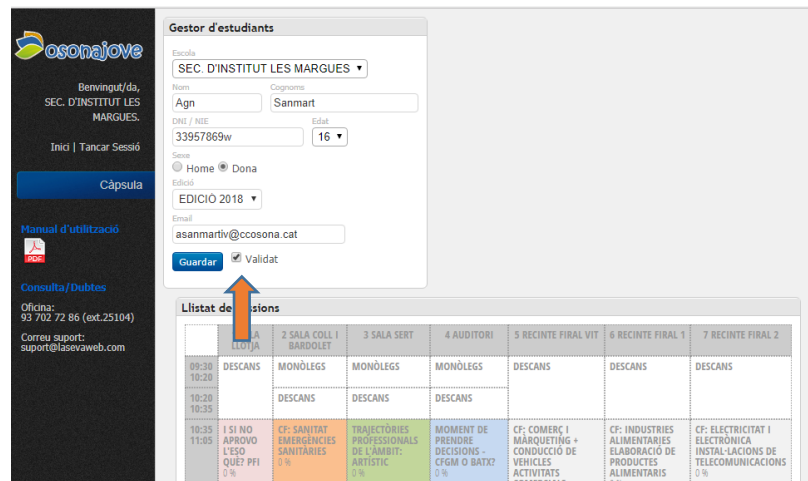 osonajove
Benvingut/da,
SEC. D'INSTITUT LES
MARGUES.
Inici | Tancar Sessió
Càpsula
Manual d'utilització
PDF
Consulta/Dubtes
Oficina:
93 702 72 86 (ext.25104)
Correu suport:
suport@lasevaweb.com
Gestor d'estudiants
Escola
SEC. D'INSTITUT LES MARGUES
Nom Cognoms
Agn Sanmart
DNI / NIE Edat
33957869w 16
Sexe
Home Dona
Edició
EDICIÓ 2018
Email
asanmartiv@ccosona.cat
Guardar Validat
Llistat de sions
LA 2 SALA COLL I 3 SALA SERT 4 AUDITORI 5 RECINTE FIRAL VIT 6 RECINTE FIRAL 1 7 RECINTE FIRAL 2
LLOTJA BARDOLET
09:30 DESCANS MONÒLEGS MONÒLEGS MONÒLEGS DESCANS DESCANS DESCANS
10:20
10:20 DESCANS DESCANS DESCANS
10:35
10:35 I SI NO CF: SANITAT TRAJECTÒRIES MOMENT DE CF; COMERÇ I CF: INDUSTRIES CF: ELECTRICITAT I
11:05 APROVO EMERGÈNCIES PROFESSIONALS PRENDRE MÀRQUETING + ALIMENTARIES ELECTRÒNICA
L'ESO SANITÀRIES DE L'ÀMBIT: DECISIONS - CONDUCCIÓ DE ELABORACIÓ DE INSTAL·LACIONS DE
QUÈ? PFI 0 % ARTÍSTIC CFGM O BATX? VEHICLES PRODUCTES TELECOMUNICACIONS
0 % 0 % 0 % ACTIVITATS ALIMENTARIS 0 %